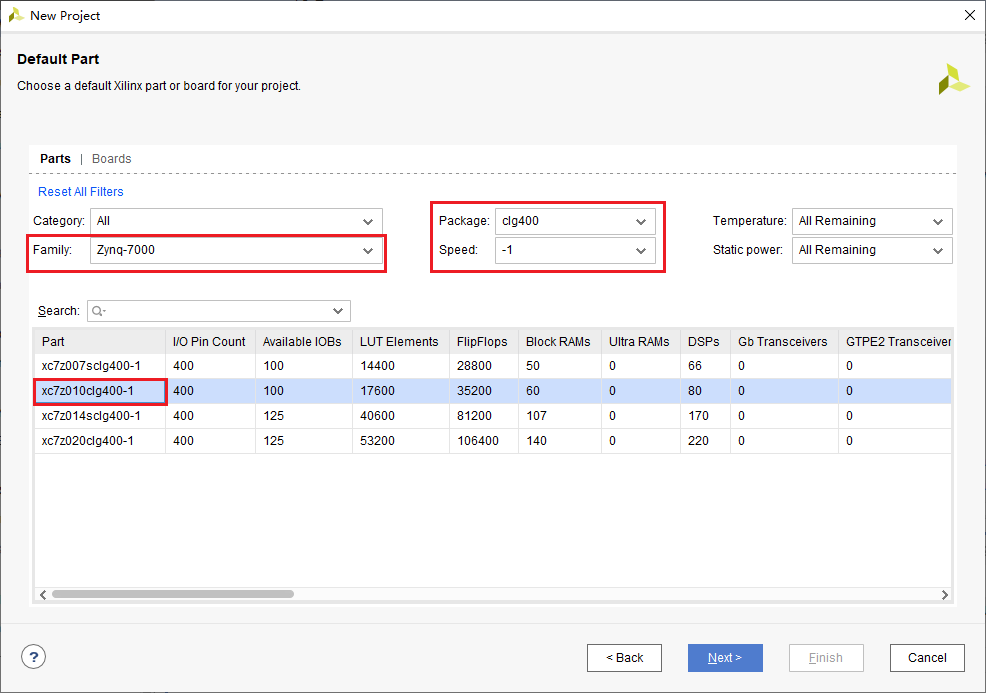 New Project
Default Part
Choose a default Xilinx part or board for your project.
Parts | Boards
Reset All Filters
Category: All Package: clg400 Temperature: All Remaining
Family: Zynq-7000 Speed: -1 Static power: All Remaining
Search: Q-
Part I/O Pin Count Available IOBs LUT Elements FlipFlops Block RAMs Ultra RAMs DSPs Gb Transceivers GTPE2 Transceiver
xc7z007sclg400-1 400 100 14400 28800 50 0 66 0 0
xc7z010clg400-1 400 100 17600 35200 60 0 80 0 0
xc7z014sclg400-1 400 125 40600 81200 107 0 170 0 0
xc7z020clg400-1 400 125 53200 106400 140 0 220 0 0
? < Back Next > Finish Cancel